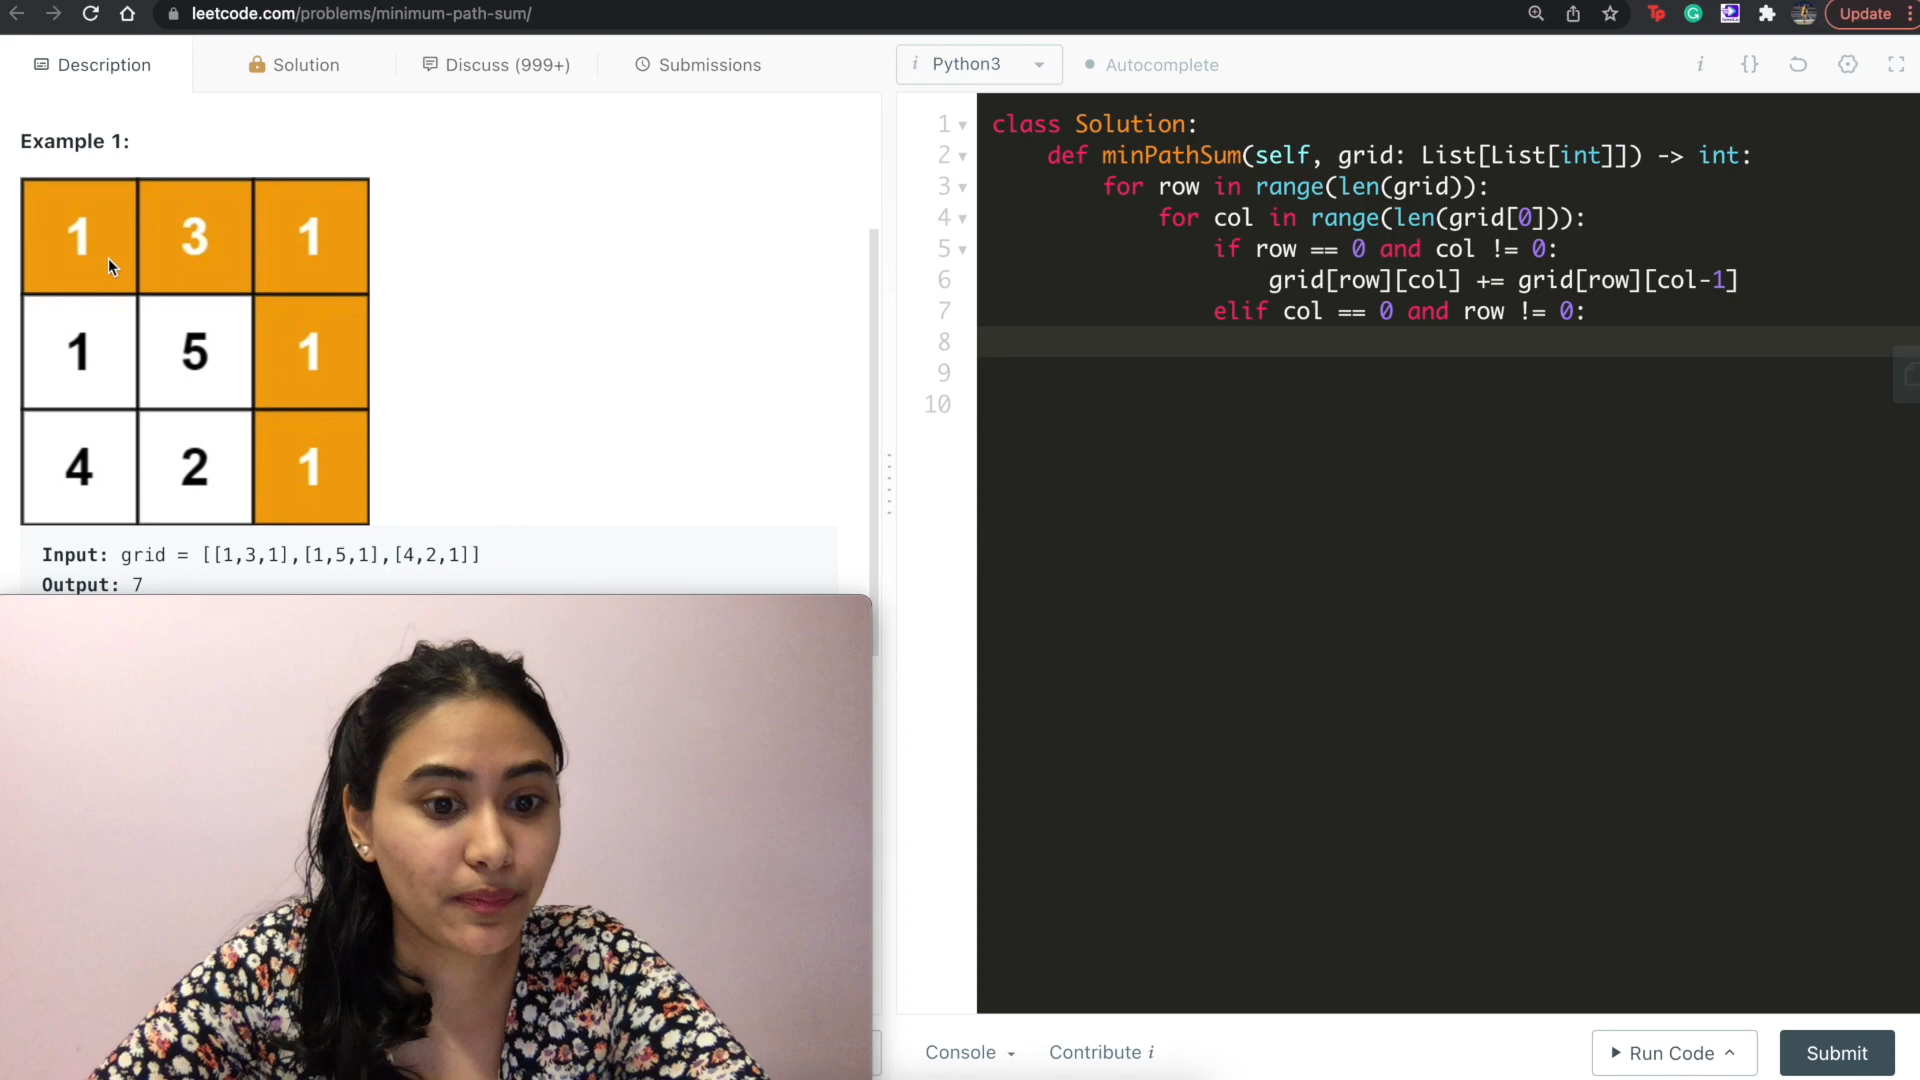 leetcode.com/problems/minimum-path-sum/
Update
Description
Solution
Discuss (999+)
Submissions
Example 1:
1 3 1
1 5 1
4 2 1
Input: grid = [[1,3,1],[1,5,1],[4,2,1]]
Output: 7
i Python3
Autocomplete
i {}
1 class Solution:
2 def minPathSum(self, grid: List[List[int]]) -> int:
3 for row in range(len(grid)):
4 for col in range(len(grid[0])):
5 if row == 0 and col != 0:
6 grid[row][col] += grid[row][col-1]
7 elif col == 0 and row != 0:
8
9
10
Console
Contribute i
Run Code
Submit